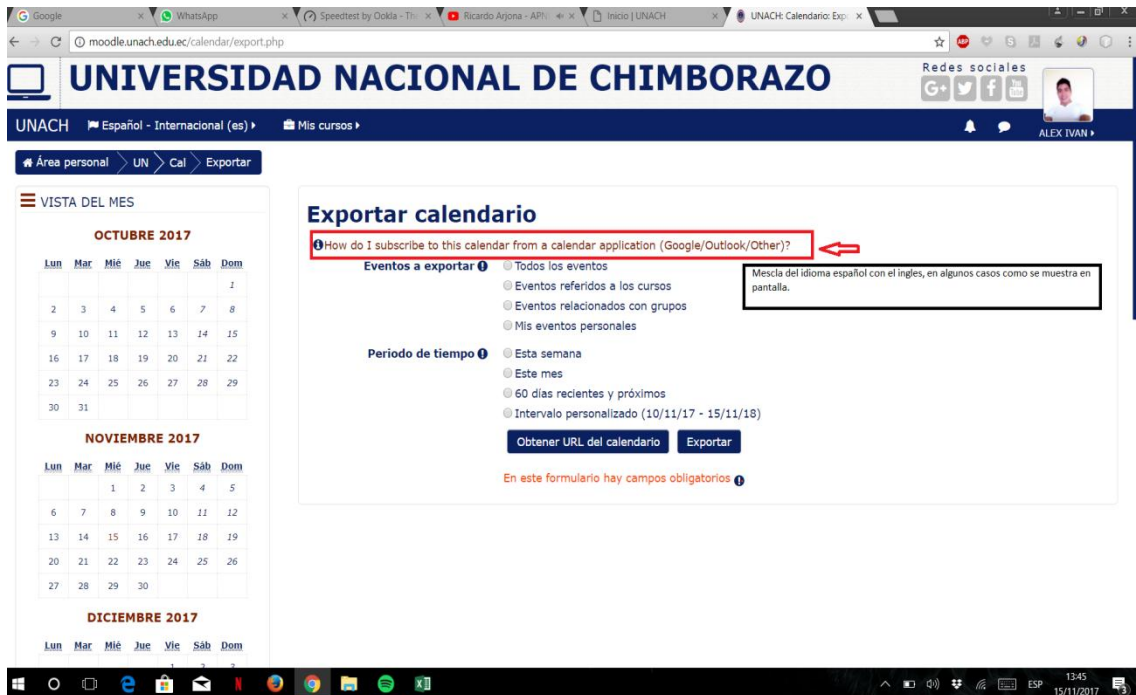 Google
WhatsApp
Speedtest by Ookla - The
Ricardo Arjona - APN
Inicio | UNACH
UNACH: Calendario: Exp
moodle.unach.edu.ec/calendar/export.php
UNIVERSIDAD NACIONAL DE CHIMBORAZO
Redes sociales
G+
You Tube
UNACH
Español - Internacional (es)
Mis cursos
ALEX IVAN
Área personal
UN
Cal
Exportar
VISTA DEL MES
OCTUBRE 2017
Lun Mar Mié Jue Vie Sáb Dom
1
2 3 4 5 6 7 8
9 10 11 12 13 14 15
16 17 18 19 20 21 22
23 24 25 26 27 28 29
30 31
NOVIEMBRE 2017
Lun Mar Mié Jue Vie Sáb Dom
1 2 3 4 5
6 7 8 9 10 11 12
13 14 15 16 17 18 19
20 21 22 23 24 25 26
27 28 29 30
DICIEMBRE 2017
Lun Mar Mié Jue Vie Sáb Dom
1 2 3
Exportar calendario
How do I subscribe to this calendar from a calendar application (Google/Outlook/Other)?
Eventos a exportar
Todos los eventos
Eventos referidos a los cursos
Eventos relacionados con grupos
Mis eventos personales
Mescla del idioma español con el ingles, en algunos casos como se muestra en
pantalla.
Periodo de tiempo
Esta semana
Este mes
60 días recientes y próximos
Intervalo personalizado (10/11/17 - 15/11/18)
Obtener URL del calendario
Exportar
En este formulario hay campos obligatorios
ESP
13:45
15/11/2017